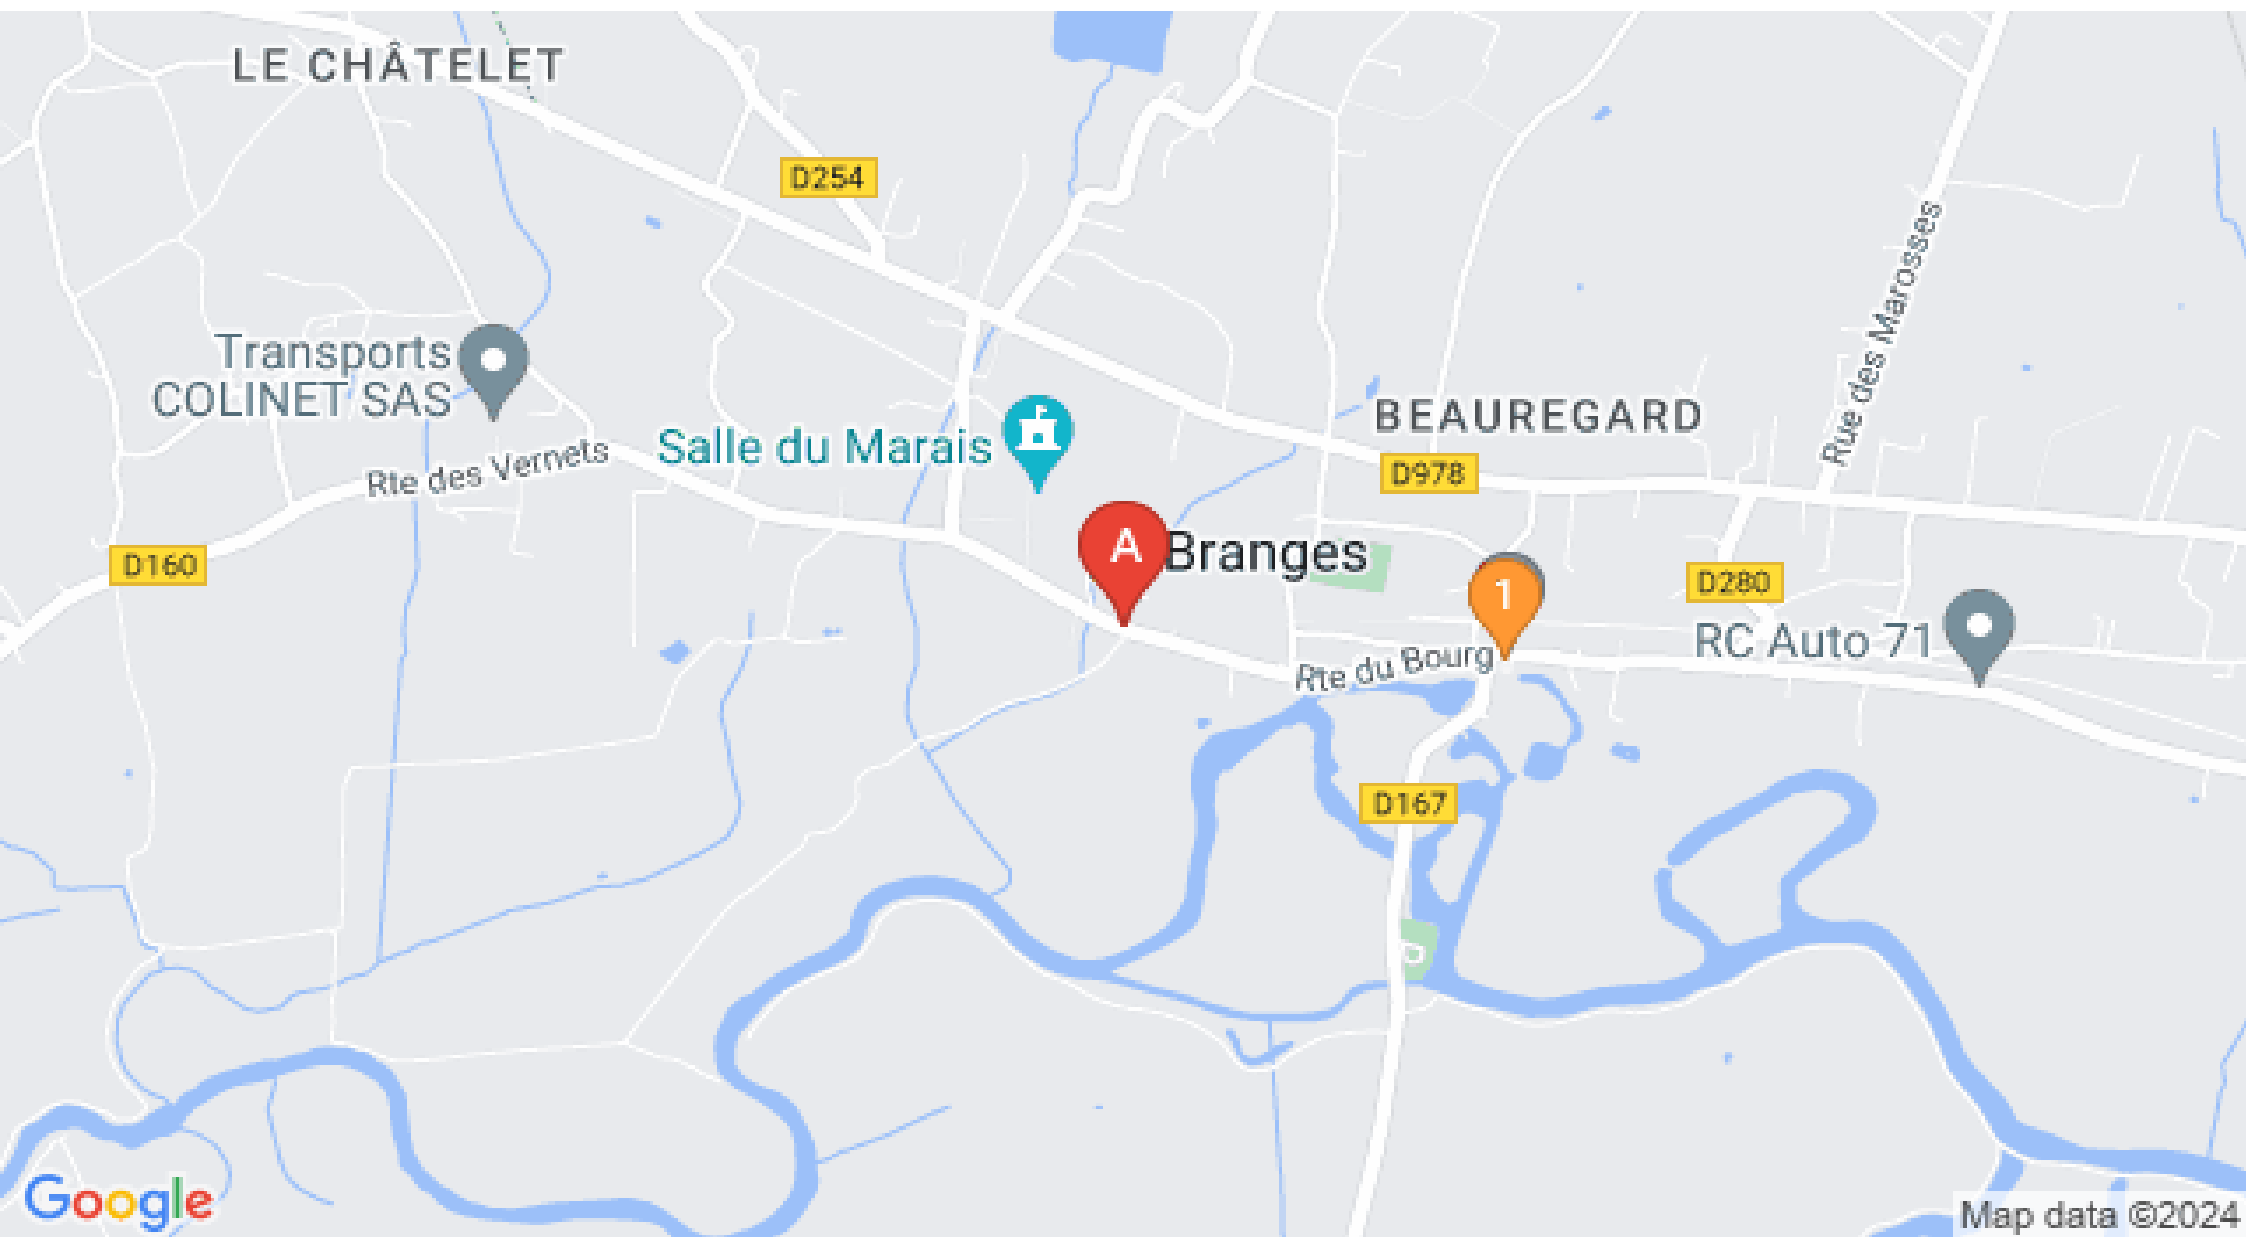 LE CHÂTELET
D254
Rue des Marosses
Transports
COLINET SAS
BEAUREGARD
Salle du Marais
Rte des Vernets
D978
A
Branges
D160
1
D280
RC Auto 71
Rte du Bourg
D167
Google
Map data ©2024